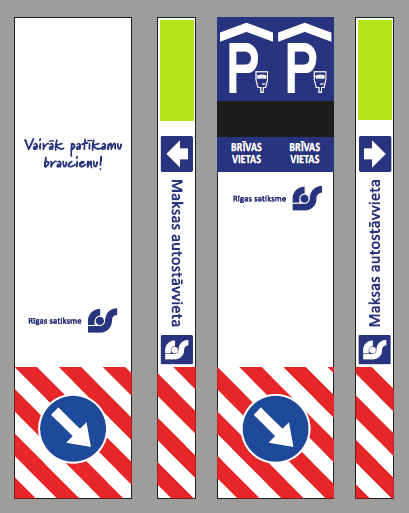 Vairāk patīkamu
braucienu!
Rīgas satiksme
Maksas autostāvvieta
P P
BRĪVAS BRĪVAS
VIETAS VIETAS
Rīgas satiksme
Maksas autostāvvieta